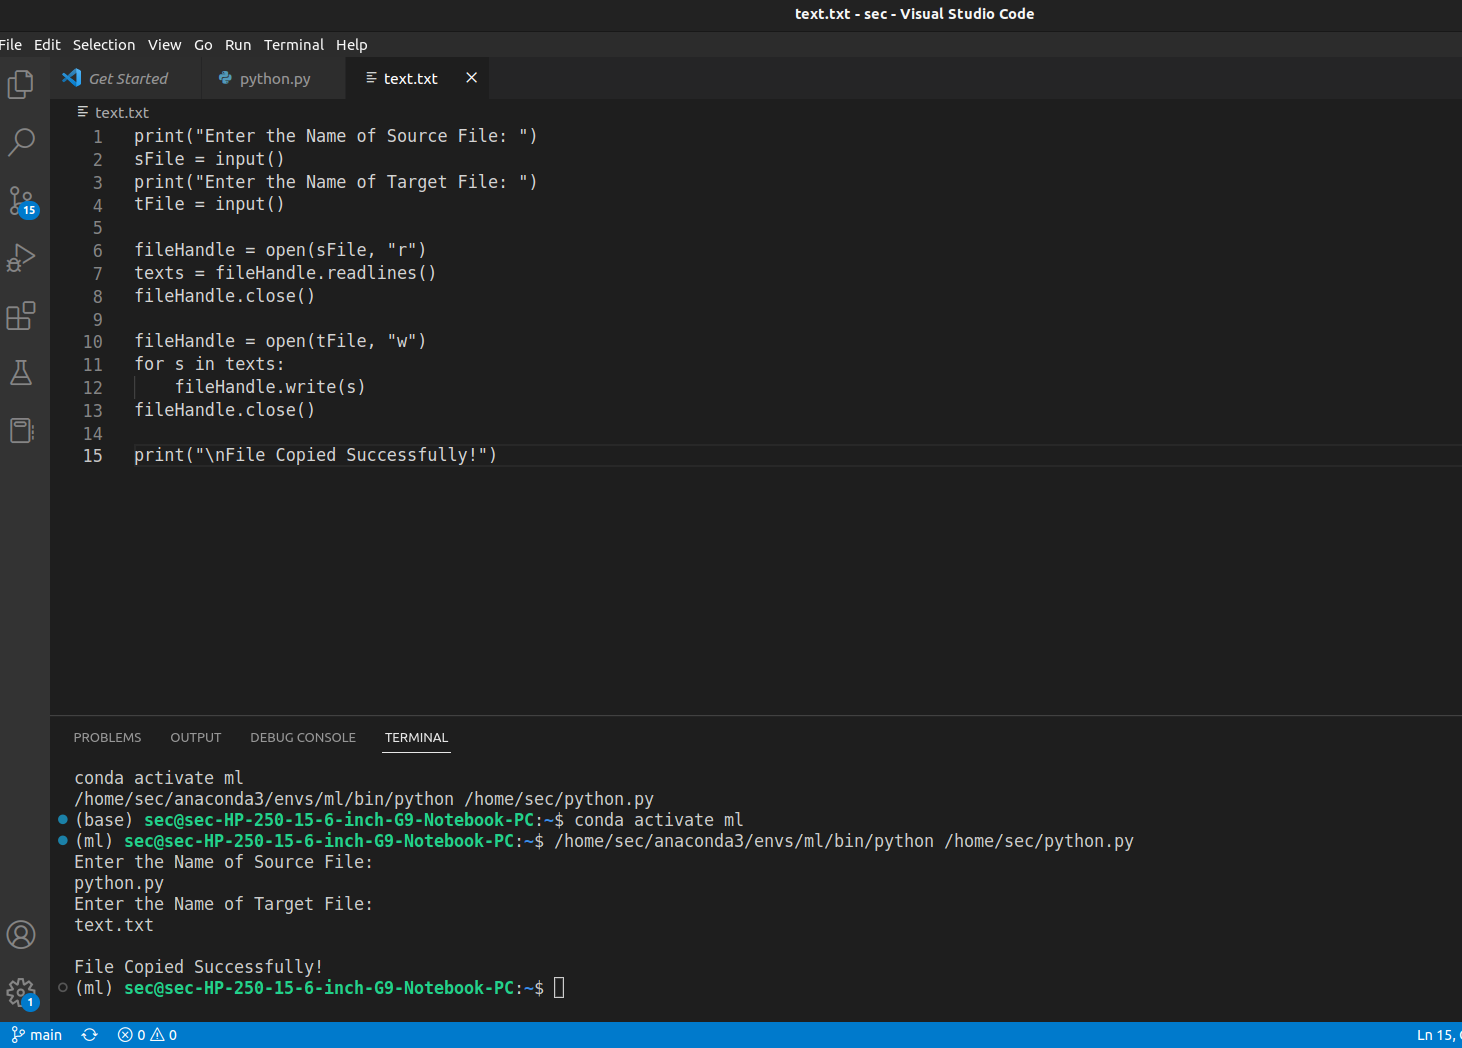 text.txt - sec - Visual Studio Code
File Edit Selection View Go Run Terminal Help
Get Started python.py text.txt
text.txt
1 print("Enter the Name of Source File: ")
2 sFile = input()
3 print("Enter the Name of Target File: ")
4 tFile = input()
5
6 fileHandle = open(sFile, "r")
7 texts = fileHandle.readlines()
8 fileHandle.close()
9
10 fileHandle = open(tFile, "w")
11 for s in texts:
12     fileHandle.write(s)
13 fileHandle.close()
14
15 print("\nFile Copied Successfully!")
15
PROBLEMS OUTPUT DEBUG CONSOLE TERMINAL
conda activate ml
/home/sec/anaconda3/envs/ml/bin/python /home/sec/python.py
(base) sec@sec-HP-250-15-6-inch-G9-Notebook-PC:~$ conda activate ml
(ml) sec@sec-HP-250-15-6-inch-G9-Notebook-PC:~$ /home/sec/anaconda3/envs/ml/bin/python /home/sec/python.py
Enter the Name of Source File:
python.py
Enter the Name of Target File:
text.txt
File Copied Successfully!
(ml) sec@sec-HP-250-15-6-inch-G9-Notebook-PC:~$
1
main 0 0 Ln 15,